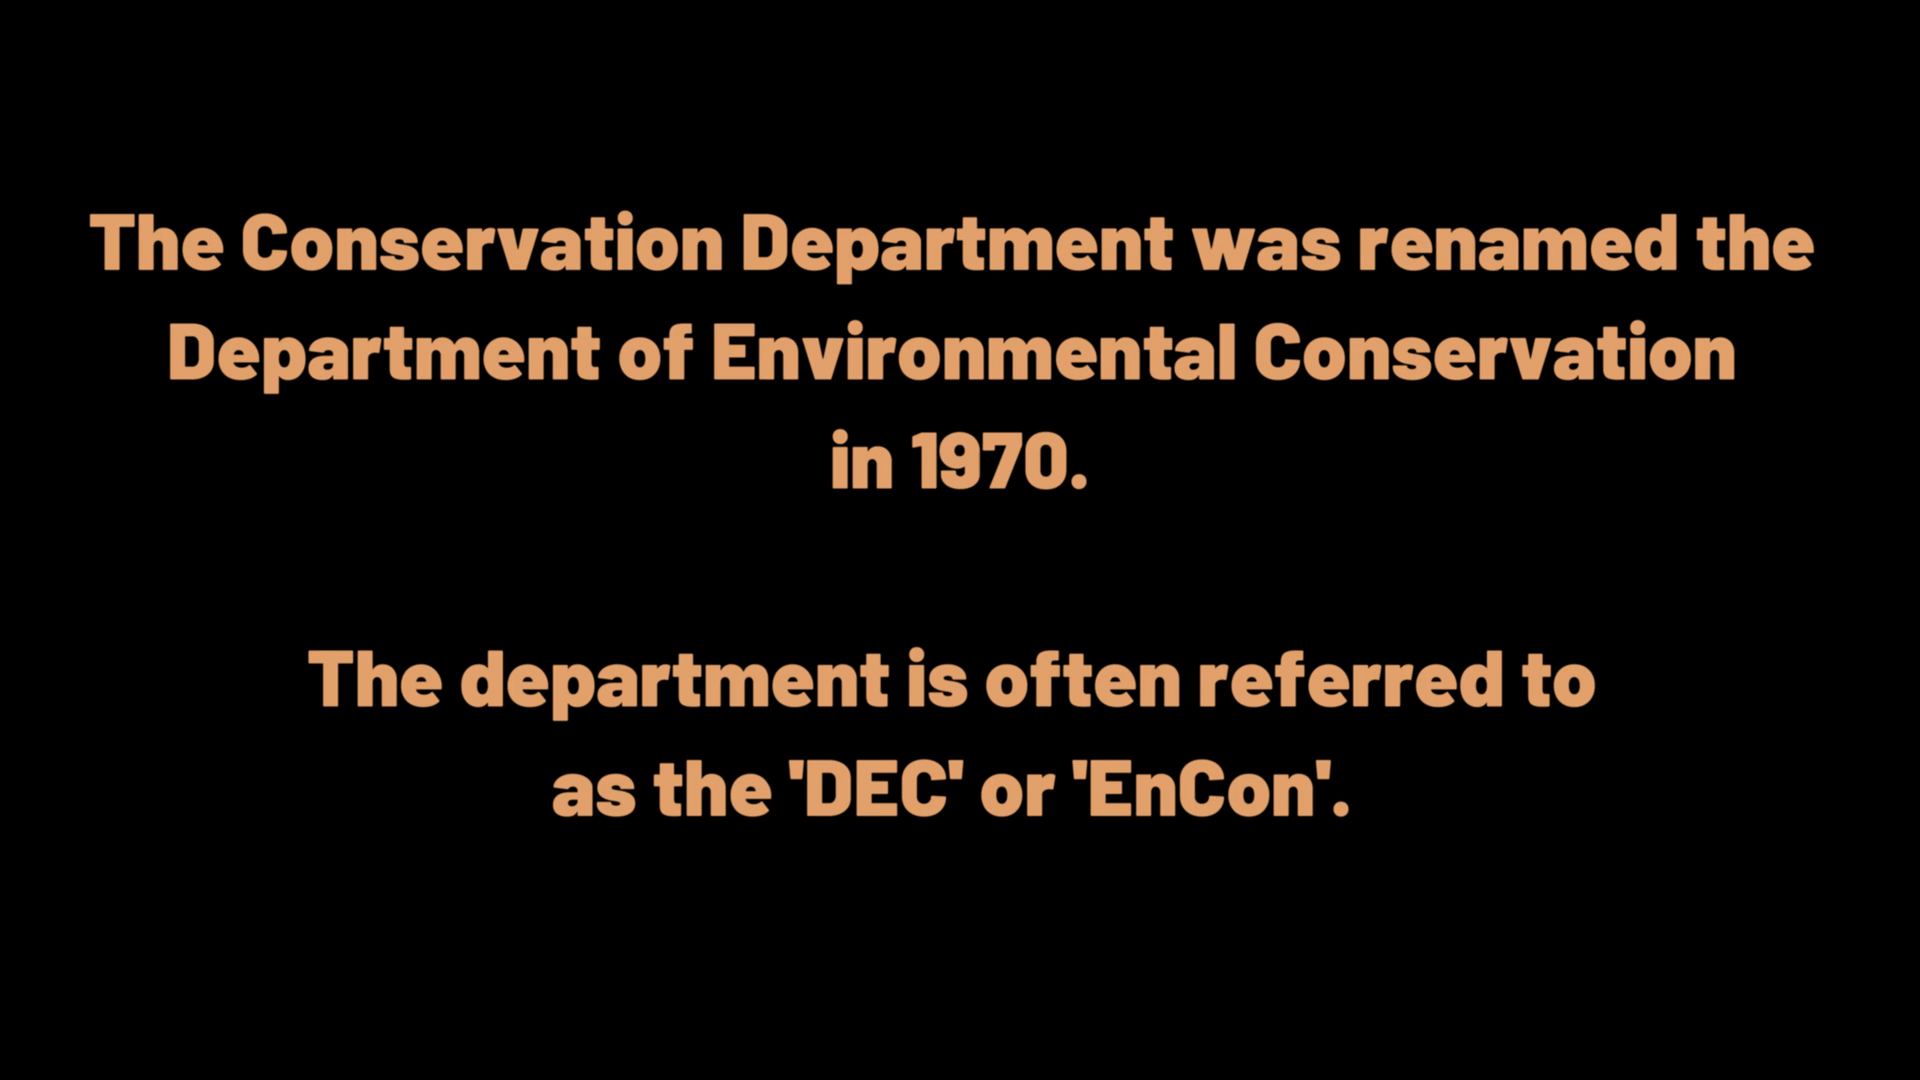 The Conservation Department was renamed the
Department of Environmental Conservation
in 1970.
The department is often referred to
as the 'DEC' or 'EnCon'.